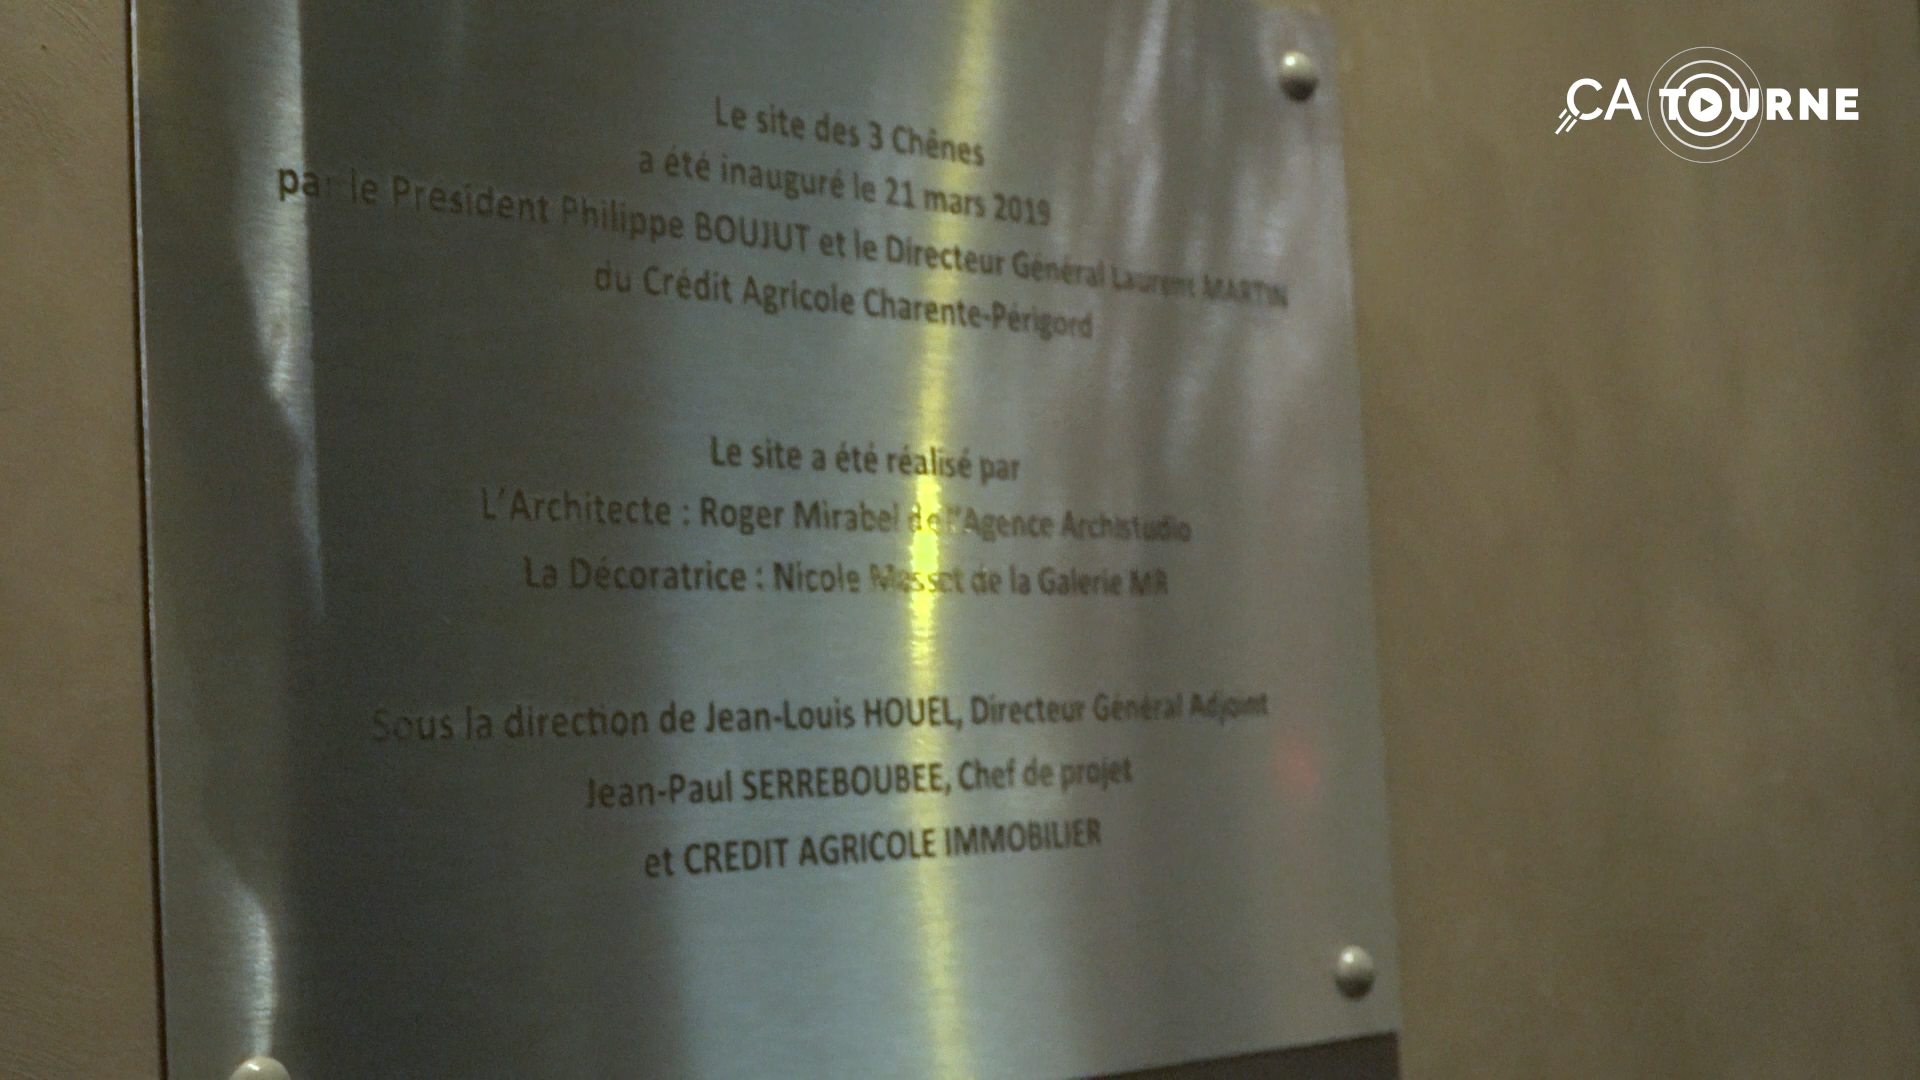 CA TOURNE
Le site des 3 Chênes
a été inauguré le 21 mars 2019
par le Président Philippe BOUJUT et le Directeur Général Laurent MARTIN
du Crédit Agricole Charente-Périgord
Le site a été réalisé par
L'Architecte : Roger Mirabel de l'Agence Archistudio
La Décoratrice : Nicole Masset de la Galerie MR
Sous la direction de Jean-Louis HOUEL, Directeur Général Adjoint
Jean-Paul SERREBOUBEE, Chef de projet
et CREDIT AGRICOLE IMMOBILIER